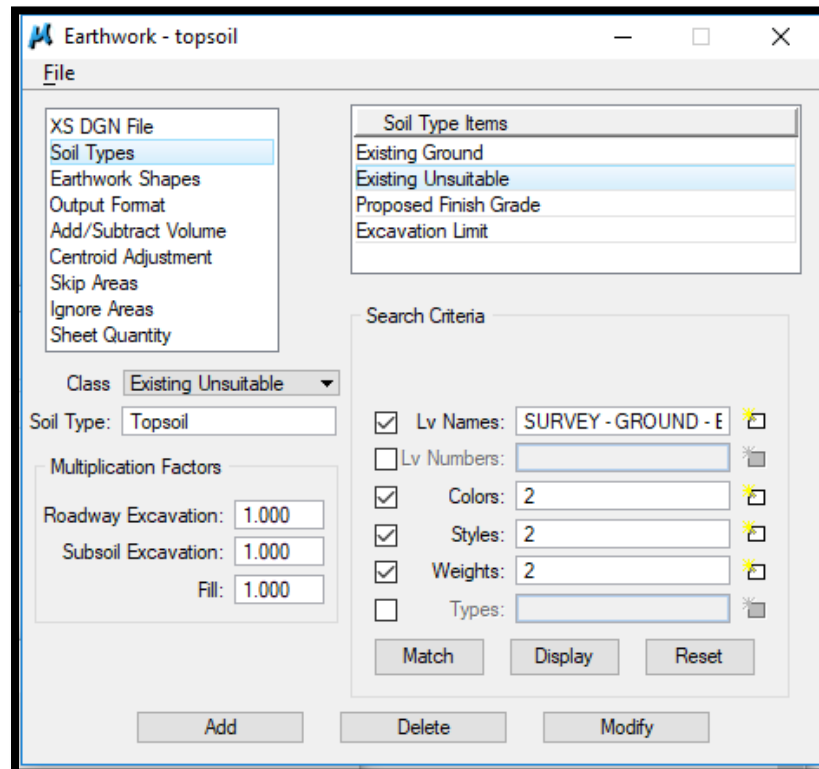 Earthwork - topsoil
File
XS DGN File
Soil Types
Earthwork Shapes
Output Format
Add/Subtract Volume
Centroid Adjustment
Skip Areas
Ignore Areas
Sheet Quantity
Soil Type Items
Existing Ground
Existing Unsuitable
Proposed Finish Grade
Excavation Limit
Class Existing Unsuitable
Soil Type: Topsoil
Multiplication Factors
Roadway Excavation: 1.000
Subsoil Excavation: 1.000
Fill: 1.000
Search Criteria
Lv Names: SURVEY - GROUND - E
Lv Numbers:
Colors: 2
Styles: 2
Weights: 2
Types:
Match Display Reset
Add Delete Modify